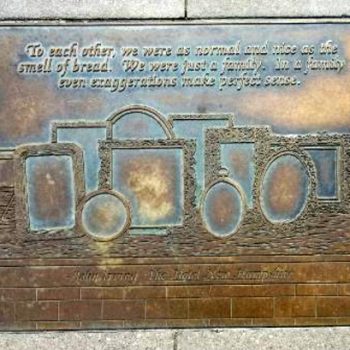 To each other, we were as normal and nice as the
smell of bread. We were just a family. In a family
even exaggerations make perfect sense.
John Irving The Hotel New Hampshire